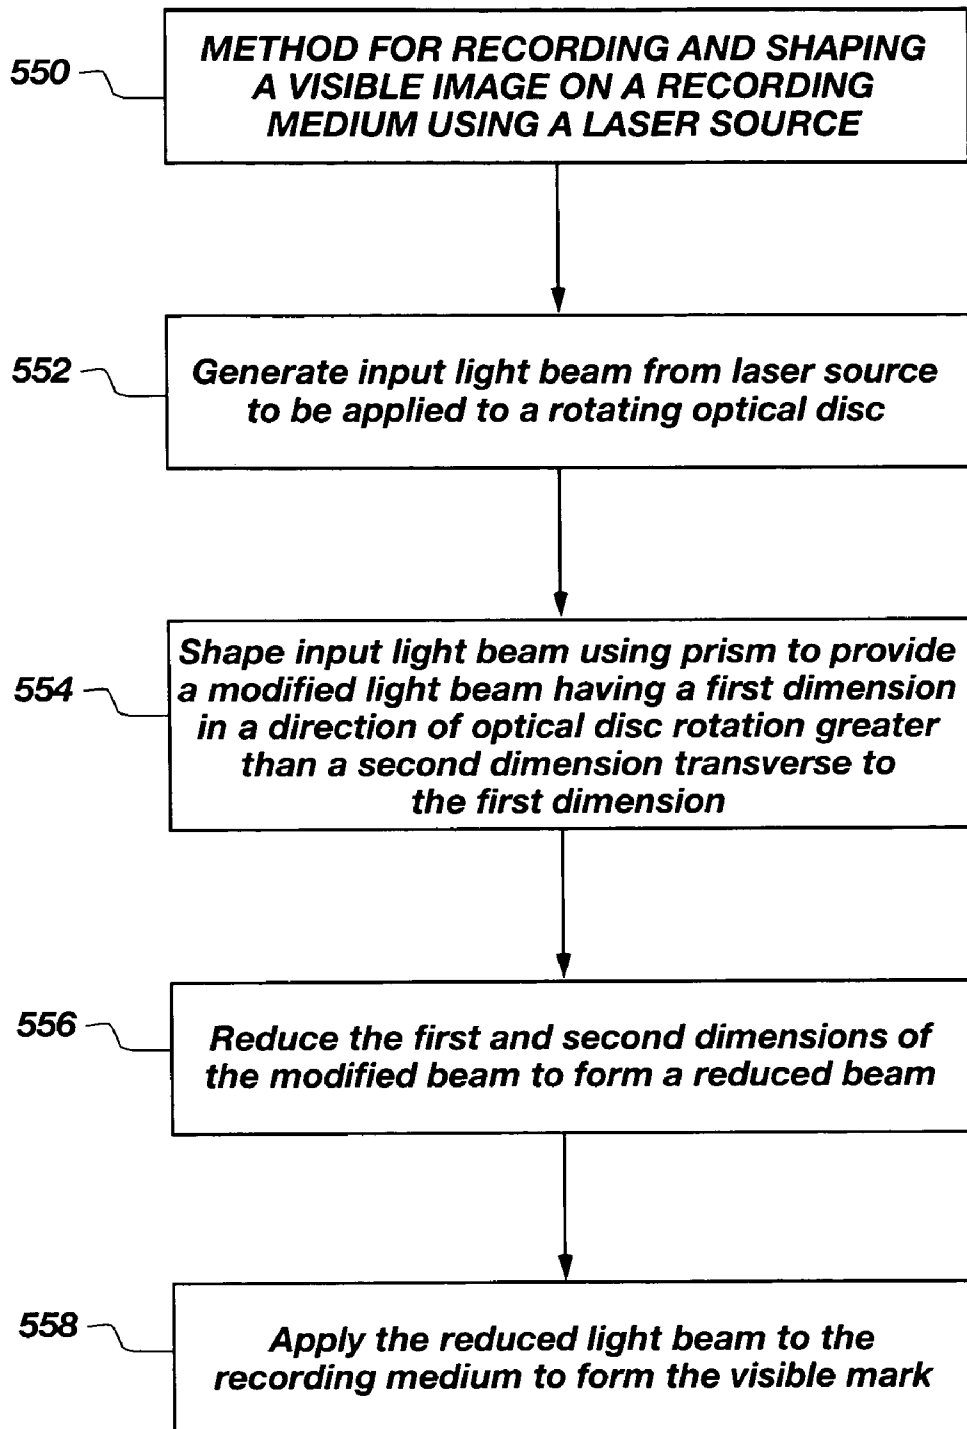 550
METHOD FOR RECORDING AND SHAPING
A VISIBLE IMAGE ON A RECORDING
MEDIUM USING A LASER SOURCE
552
Generate input light beam from laser source
to be applied to a rotating optical disc
554
Shape input light beam using prism to provide
a modified light beam having a first dimension
in a direction of optical disc rotation greater
than a second dimension transverse to
the first dimension
556
Reduce the first and second dimensions of
the modified beam to form a reduced beam
558
Apply the reduced light beam to the
recording medium to form the visible mark